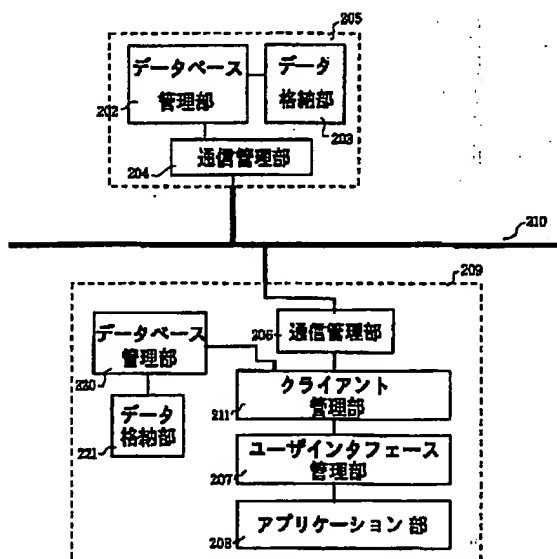 205
データベース
管理部
202
データ
格納部
203
通信管理部
204
210
209
データベース
管理部
220
206
通信管理部
クライアント
管理部
211
データ
格納部
221
ユーザインタフェース
管理部
207
アプリケーション部
208